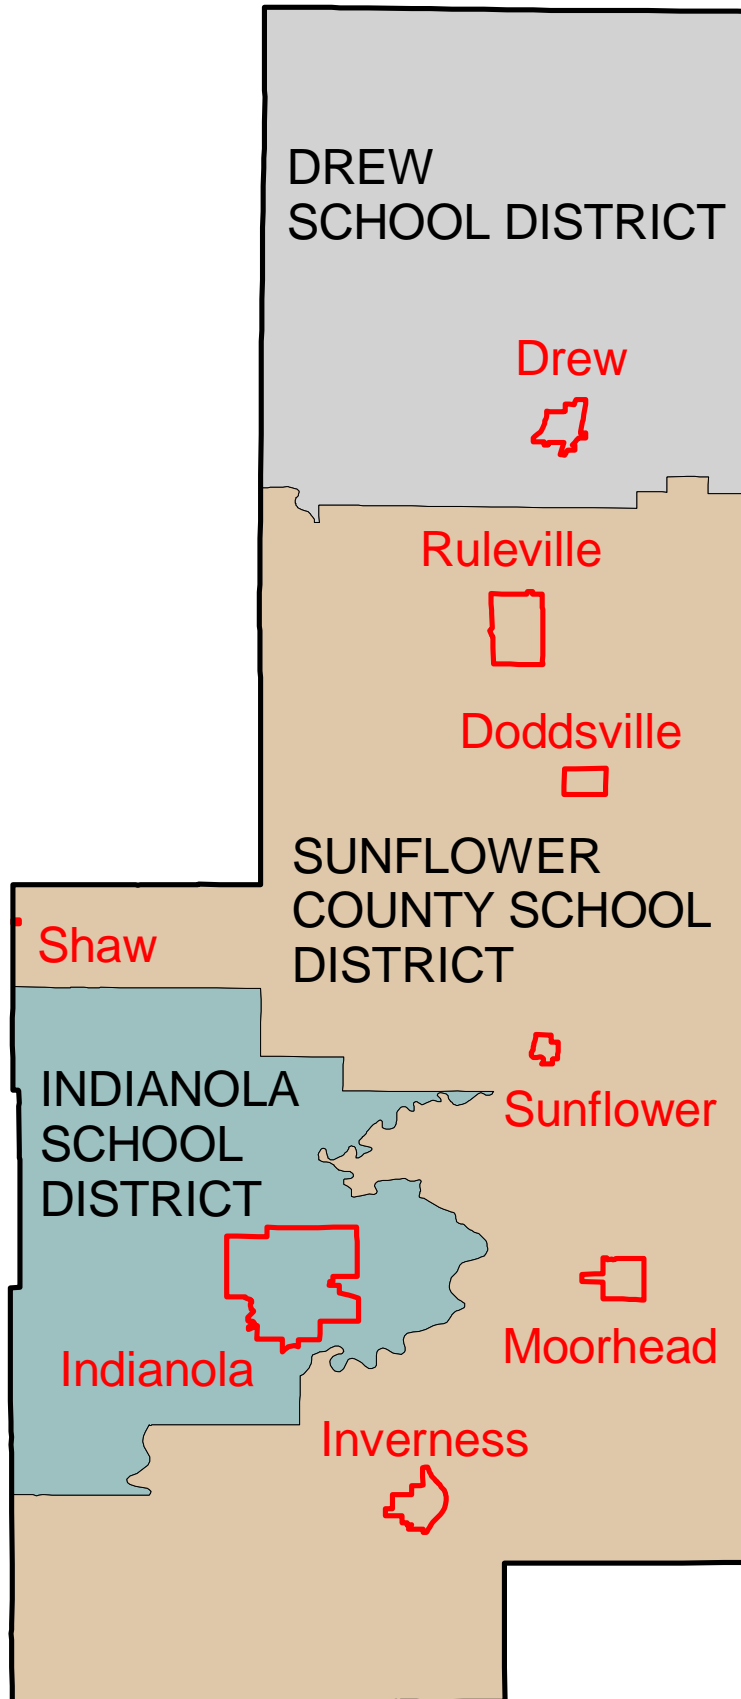 DREW
SCHOOL DISTRICT
Drew
Ruleville
Doddsville
SUNFLOWER
COUNTY SCHOOL
DISTRICT
Shaw
INDIANOLA
SCHOOL
DISTRICT
Sunflower
Moorhead
Indianola
Inverness